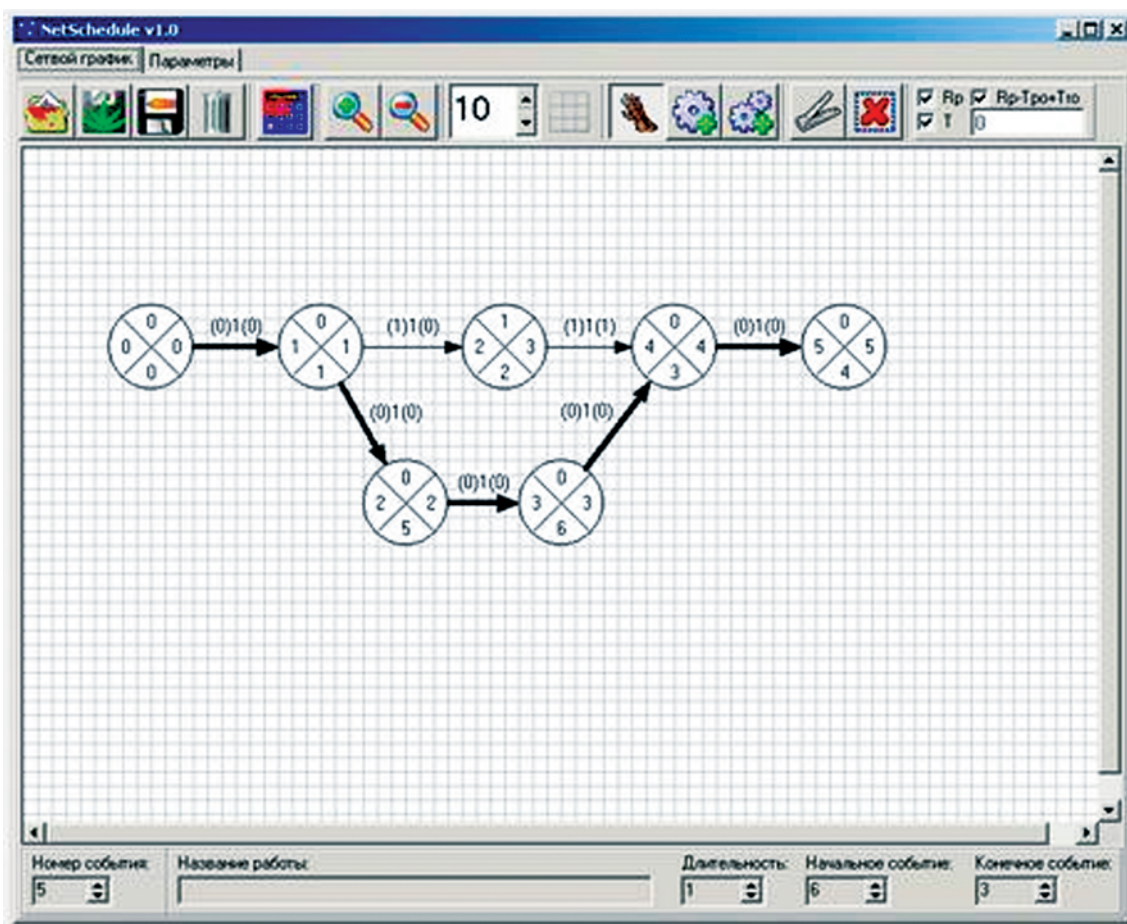 NetSchedule v1.0
Сетвой график Параметры
10
Rp Rp-Tpo+Tro
T 0
0 0 1 0 0
(0)1(0) (1)1(0) (1)1(1) (0)1(0)
0 0 1 1 2 3 4 4 5 5
0 1 2 3 4
(0)1(0) (0)1(0)
0 (0)1(0) 0
2 2 3 3
5 6
Номер события: Название работы: Длительность: Начальное событие: Конечное событие:
5 1 6 3